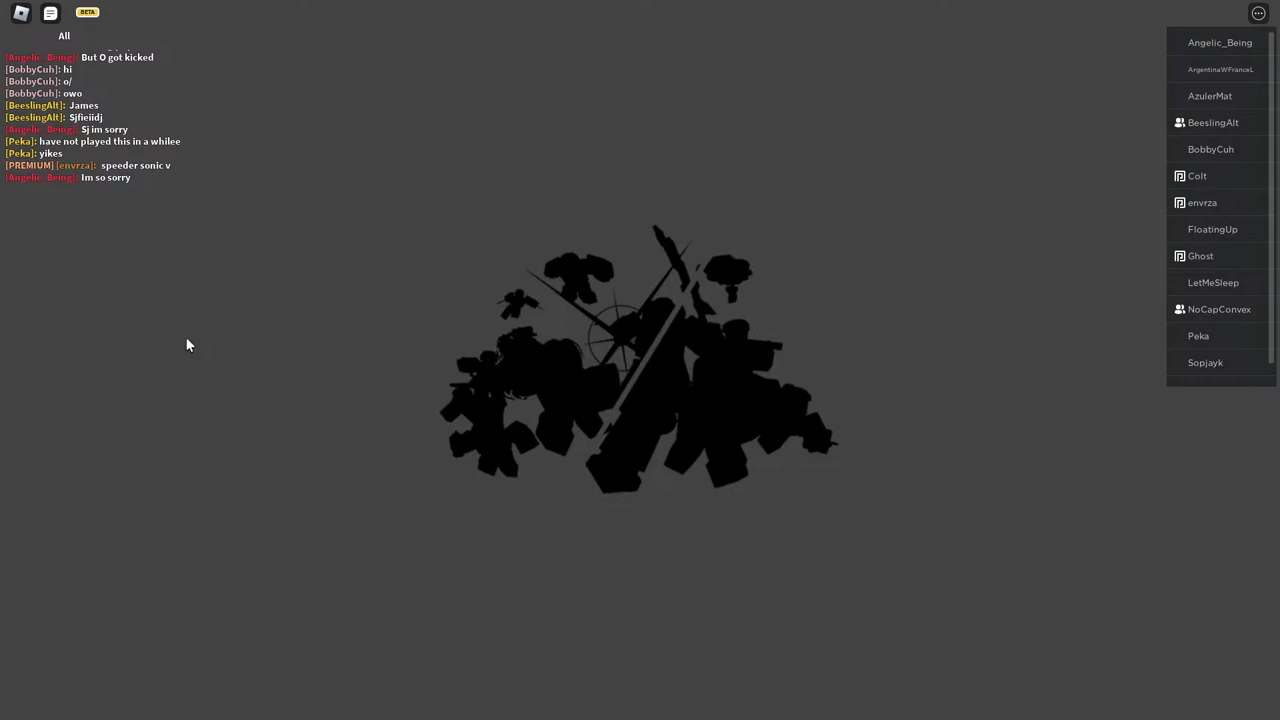 BETA
All
[Angelic_Being]: But O got kicked
[BobbyCuh]: hi
[BobbyCuh]: o/
[BobbyCuh]: owo
[BeeslingAlt]: James
[BeeslingAlt]: Sjfieiidj
[Angelic_Being]: Sj im sorry
[Peka]: have not played this in a whilee
[Peka]: yikes
[PREMIUM] [envrza]: speeder sonic v
[Angelic_Being]: Im so sorry
Angelic_Being
ArgentinaWFranceL
AzulerMat
BeeslingAlt
BobbyCuh
Colt
envrza
FloatingUp
Ghost
LetMeSleep
NoCapConvex
Peka
Sopjayk